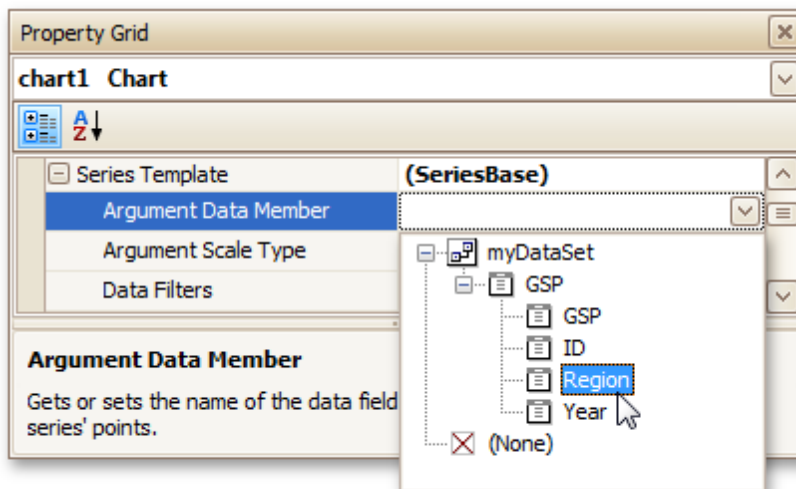 Property Grid
chart1 Chart
A
Z
Series Template (SeriesBase)
Argument Data Member
Argument Scale Type
Data Filters
myDataSet
GSP
GSP
ID
Region
Year
(None)
Argument Data Member
Gets or sets the name of the data field
series' points.